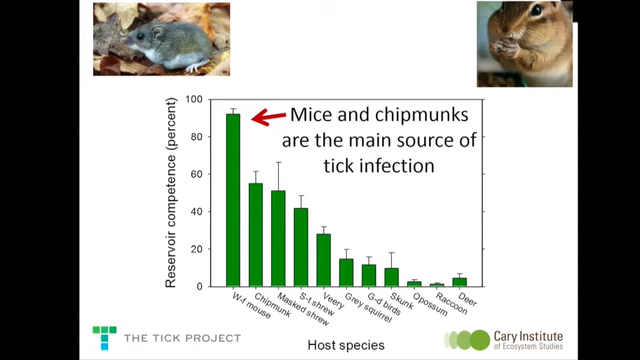 Mice and chipmunks
are the main source of
tick infection
Reservoir competence (percent)
100
80
60
40
20
0
W-f mouse
Chipmunk
Masked shrew
S-t shrew
Veery
Grey squirrel
G-d birds
Skunk
Opossum
Raccoon
Deer
Host species
THE TICK PROJECT
Cary Institute
of Ecosystem Studies